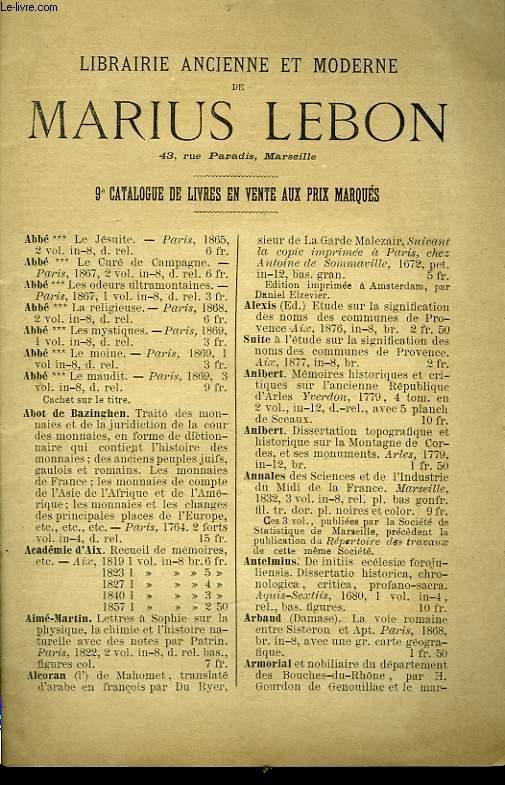 Le-livre.com
LIBRAIRIE ANCIENNE ET MODERNE
DE
MARIUS LEBON
43, rue Paradis, Marseille
9e CATALOGUE DE LIVRES EN VENTE AUX PRIX MARQUÉS
Abbé *** Le Jésuite. — Paris, 1865,
2 vol. in-8, d. rel. 6 fr.
Abbé *** Le Curé de Campagne. —
Paris, 1867, 2 vol. in-8, d. rel. 6 fr.
Abbé *** Les odeurs ultramontaines. —
Paris, 1867, 1 vol. in-8, d. rel. 3 fr.
Abbé *** La religieuse. — Paris, 1868,
2 vol. in-8, d. rel. 6 fr.
Abbé *** Les mystiques. — Paris, 1869,
1 vol. in-8, d. rel. 3 fr.
Abbé *** Le moine. — Paris, 1869, 1
vol in-8, d. rel. 3 fr.
Abbé *** Le maudit. — Paris, 1869, 3
vol. in-8, d. rel. 9 fr.
Cachet sur le titre.
Abot de Bazinghen. Traité des mon-
naies et de la juridiction de la cour
des monnaies, en forme de diction-
naire qui contient l'histoire des
monnaies ; des anciens peuples juifs,
gaulois et romains. Les monnaies
de France ; les monnaies de compte
de l'Asie de l'Afrique et de l'Amé-
rique ; les monnaies et les changes
des principales places de l'Europe,
etc., etc., etc. — Paris, 1764. 2 forts
vol. in-4, d. rel. 15 fr.
Académie d'Aix. Recueil de mémoires,
etc. — Aix, 1819 1 vol. in-8 br. 6 fr.
1823 1 » » » 5 »
1827 1 » » » 4 »
1840 1 » » » 3 »
1857 1 » » » 2 50
Aimé-Martin. Lettres à Sophie sur la
physique, la chimie et l'histoire na-
turelle avec des notes par Patrin.
Paris, 1822, 2 vol. in-8, d. rel. bas.,
figures col. 7 fr.
Alcoran (l') de Mahomet, translaté
d'arabe en françois par Du Ryer,
sieur de La Garde Malezair, Suivant
la copie imprimée à Paris, chez
Antoine de Sommaville, 1672, pet.
in-12, bas. gran. 5 fr.
Edition imprimée à Amsterdam, par
Daniel Elzevier.
Alexis (Ed.) Etude sur la signification
des noms des communes de Pro-
vence Aix, 1876, in-8, br. 2 fr. 50
Suite à l'étude sur la signification des
noms des communes de Provence.
Aix, 1877, in-8, br. 2 fr.
Anibert. Mémoires historiques et cri-
tiques sur l'ancienne République
d'Arles Yverdon, 1779, 4 tom. en
2 vol., in-12, d.-rel., avec 5 planch
de Sceaux. 10 fr.
Anibert. Dissertation topografique et
historique sur la Montagne de Cor-
des, et ses monuments. Arles, 1779,
in-12, br. 1 fr. 50
Annales des Sciences et de l'Industrie
du Midi de la France. Marseille,
1832, 3 vol. in-8, rel. pl. bas gonfr.
fil. tr. dor. pl. noires et color. 9 fr.
Ces 3 vol., publiées par la Société de
Statistique de Marseille, précèdent la
publication du Répertoire des travaux
de cette même Société.
Antelmius. De initiis ecclesiæ foroju-
liensis. Dissertatio historica, chro-
nologica, critica, profano-sacra.
Aquis-Sextiis, 1680, 1 vol. in-4,
rel., bas. figures. 10 fr.
Arbaud (Damase). La voie romaine
entre Sisteron et Apt. Paris, 1868,
br. in-8, avec une gr. carte géogra-
fique. 1 fr. 50
Armorial et nobiliaire du département
des Bouches-du-Rhône, par H.
Gourdon de Genouillac et le mar-